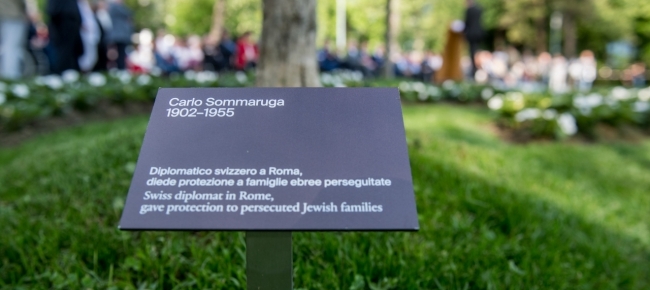 Carlo Sommaruga
1902–1955
Diplomatico svizzero a Roma,
diede protezione a famiglie ebree perseguitate
Swiss diplomat in Rome,
gave protection to persecuted Jewish families